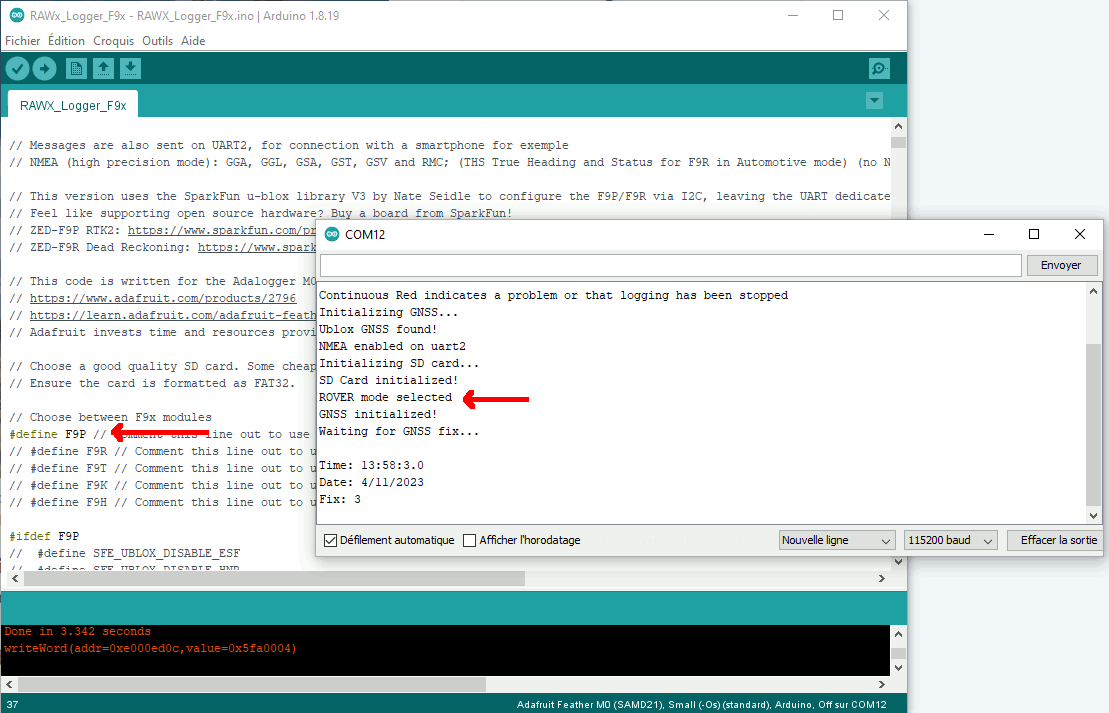 RAWx_Logger_F9x - RAWX_Logger_F9x.ino | Arduino 1.8.19
Fichier Édition Croquis Outils Aide
RAWX_Logger_F9x
// Messages are also sent on UART2, for connection with a smartphone for exemple
// NMEA (high precision mode): GGA, GGL, GSA, GST, GSV and RMC; (THS True Heading and Status for F9R in Automotive mode) (no N
// This version uses the SparkFun u-blox library V3 by Nate Seidle to configure the F9P/F9R via I2C, leaving the UART dedicate
// Feel like supporting open source hardware? Buy a board from SparkFun!
// ZED-F9P RTK2: https://www.sparkfun.com/pr
// ZED-F9R Dead Reckoning: https://www.spark
// This code is written for the Adalogger M0
// https://www.adafruit.com/products/2796
// https://learn.adafruit.com/adafruit-feath
// Adafruit invests time and resources provi
// Choose a good quality SD card. Some cheap
// Ensure the card is formatted as FAT32.
// Choose between F9x modules
#define F9P // Comment this line out to use
// #define F9R // Comment this line out to u
// #define F9T // Comment this line out to u
// #define F9K // Comment this line out to u
// #define F9H // Comment this line out to u
#ifdef F9P
//  #define SFE_UBLOX_DISABLE_ESF
//  #define SFE_UBLOX_DISABLE_HNR
COM12
Envoyer
Continuous Red indicates a problem or that logging has been stopped
Initializing GNSS...
Ublox GNSS found!
NMEA enabled on uart2
Initializing SD card...
SD Card initialized!
ROVER mode selected
GNSS initialized!
Waiting for GNSS fix...
Time: 13:58:3.0
Date: 4/11/2023
Fix: 3
Défilement automatique Afficher l'horodatage Nouvelle ligne 115200 baud Effacer la sortie
Done in 3.342 seconds
writeWord(addr=0xe000ed0c,value=0x5fa0004)
37 Adafruit Feather M0 (SAMD21), Small (-Os) (standard), Arduino, Off sur COM12